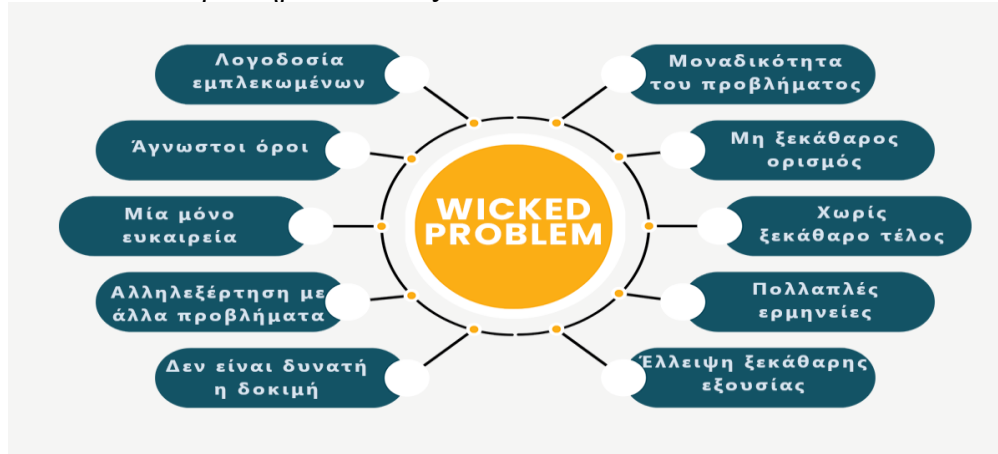 Λογοδοσία
εμπλεκωμένων
Άγνωστοι όροι
Μία μόνο
ευκαιρεία
Αλληλεξέρτηση με
άλλα προβλήματα
Δεν είναι δυνατή
η δοκιμή
WICKED
PROBLEM
Μοναδικότητα
του προβλήματος
Μη ξεκάθαρος
ορισμός
Χωρίς
ξεκάθαρο τέλος
Πολλαπλές
ερμηνείες
Έλλειψη ξεκάθαρης
εξουσίας